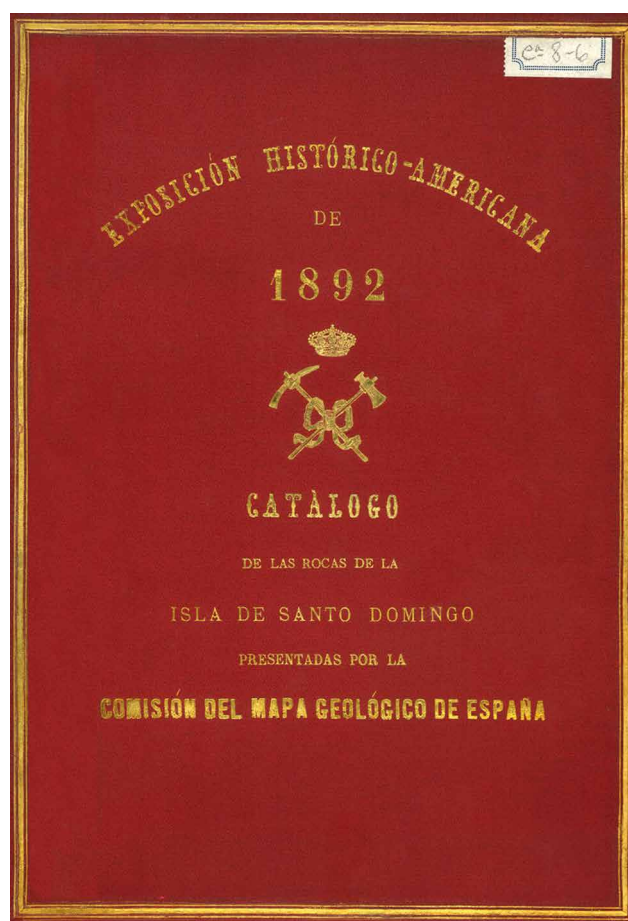 eª 8-6
EXPOSICIÓN HISTÓRICO-AMERICANA
DE
1892
CATÀLOGO
DE LAS ROCAS DE LA
ISLA DE SANTO DOMINGO
PRESENTADAS POR LA
COMISIÓN DEL MAPA GEOLÓGICO DE ESPAÑA